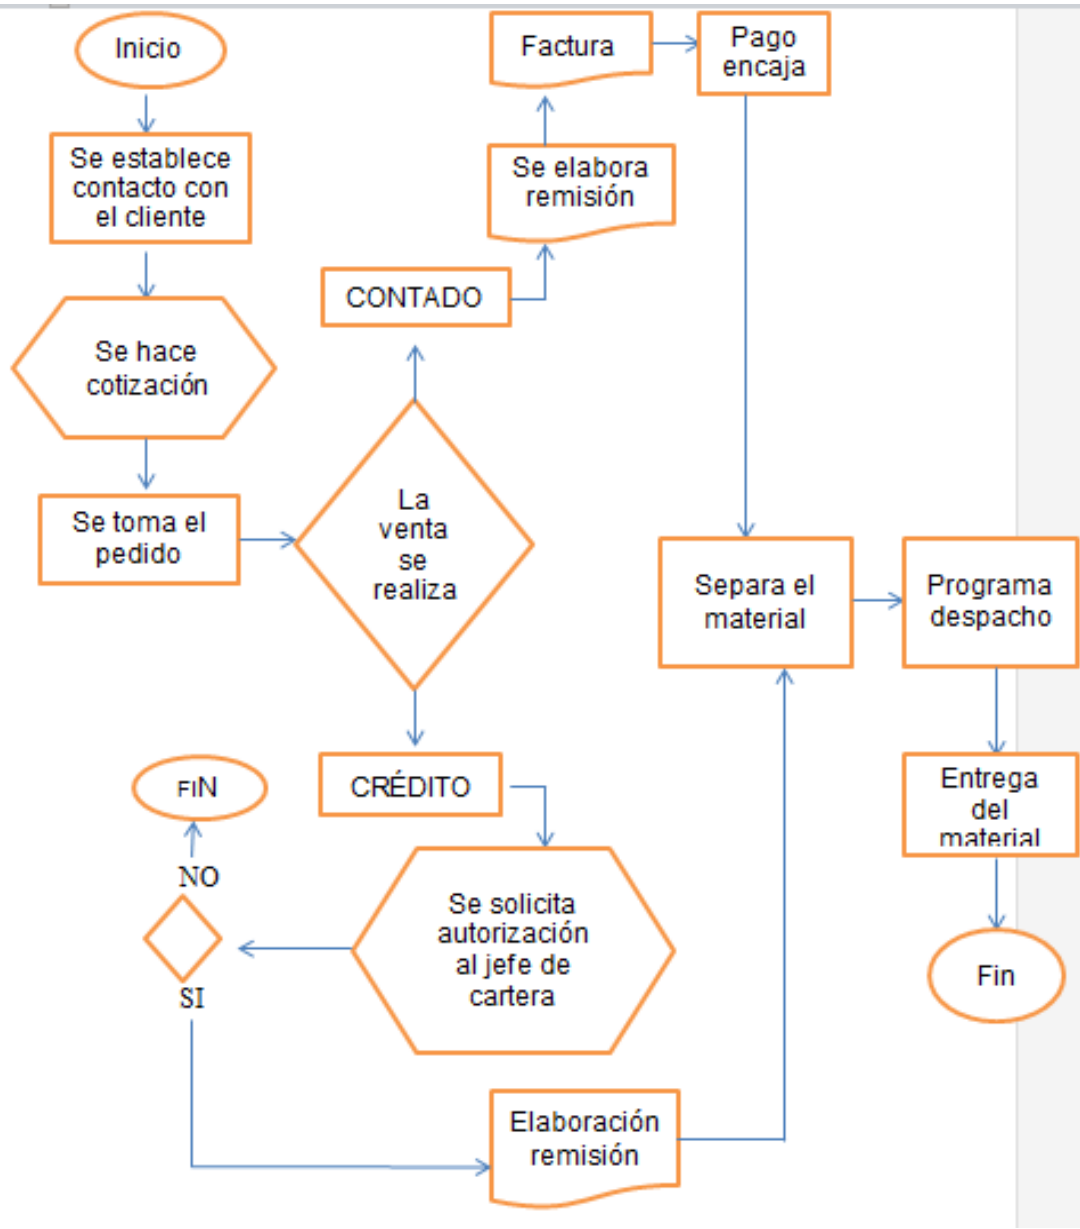 Inicio
Se establece
contacto con
el cliente
Se hace
cotización
Se toma el
pedido
La
venta
se
realiza
CONTADO
Se elabora
remisión
Factura
Pago
encaja
CRÉDITO
Se solicita
autorización
al jefe de
cartera
NO
FIN
SI
Elaboración
remisión
Separa el
material
Programa
despacho
Entrega
del
material
Fin